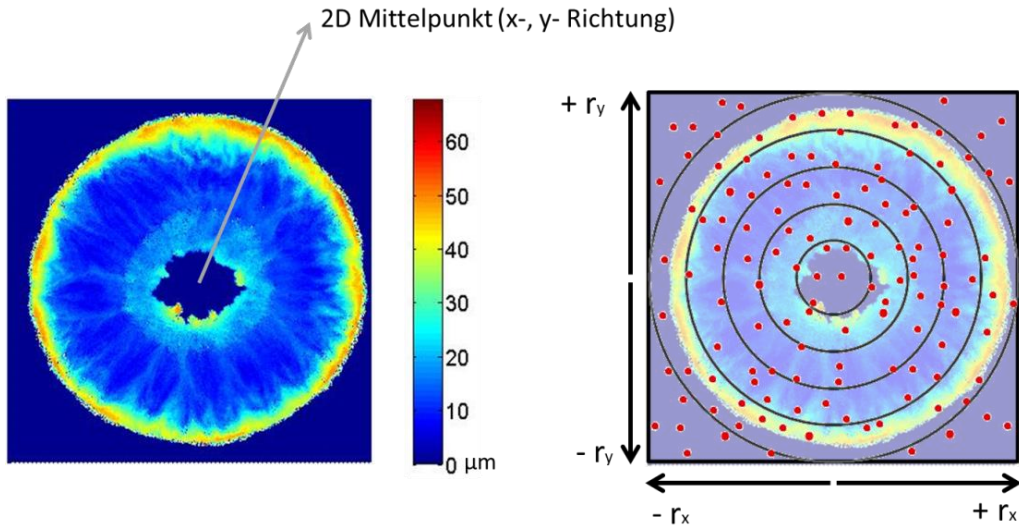 2D Mittelpunkt (x-, y- Richtung)
60
50
40
30
20
10
0 µm
+ ry
- ry
- rx
+ rx